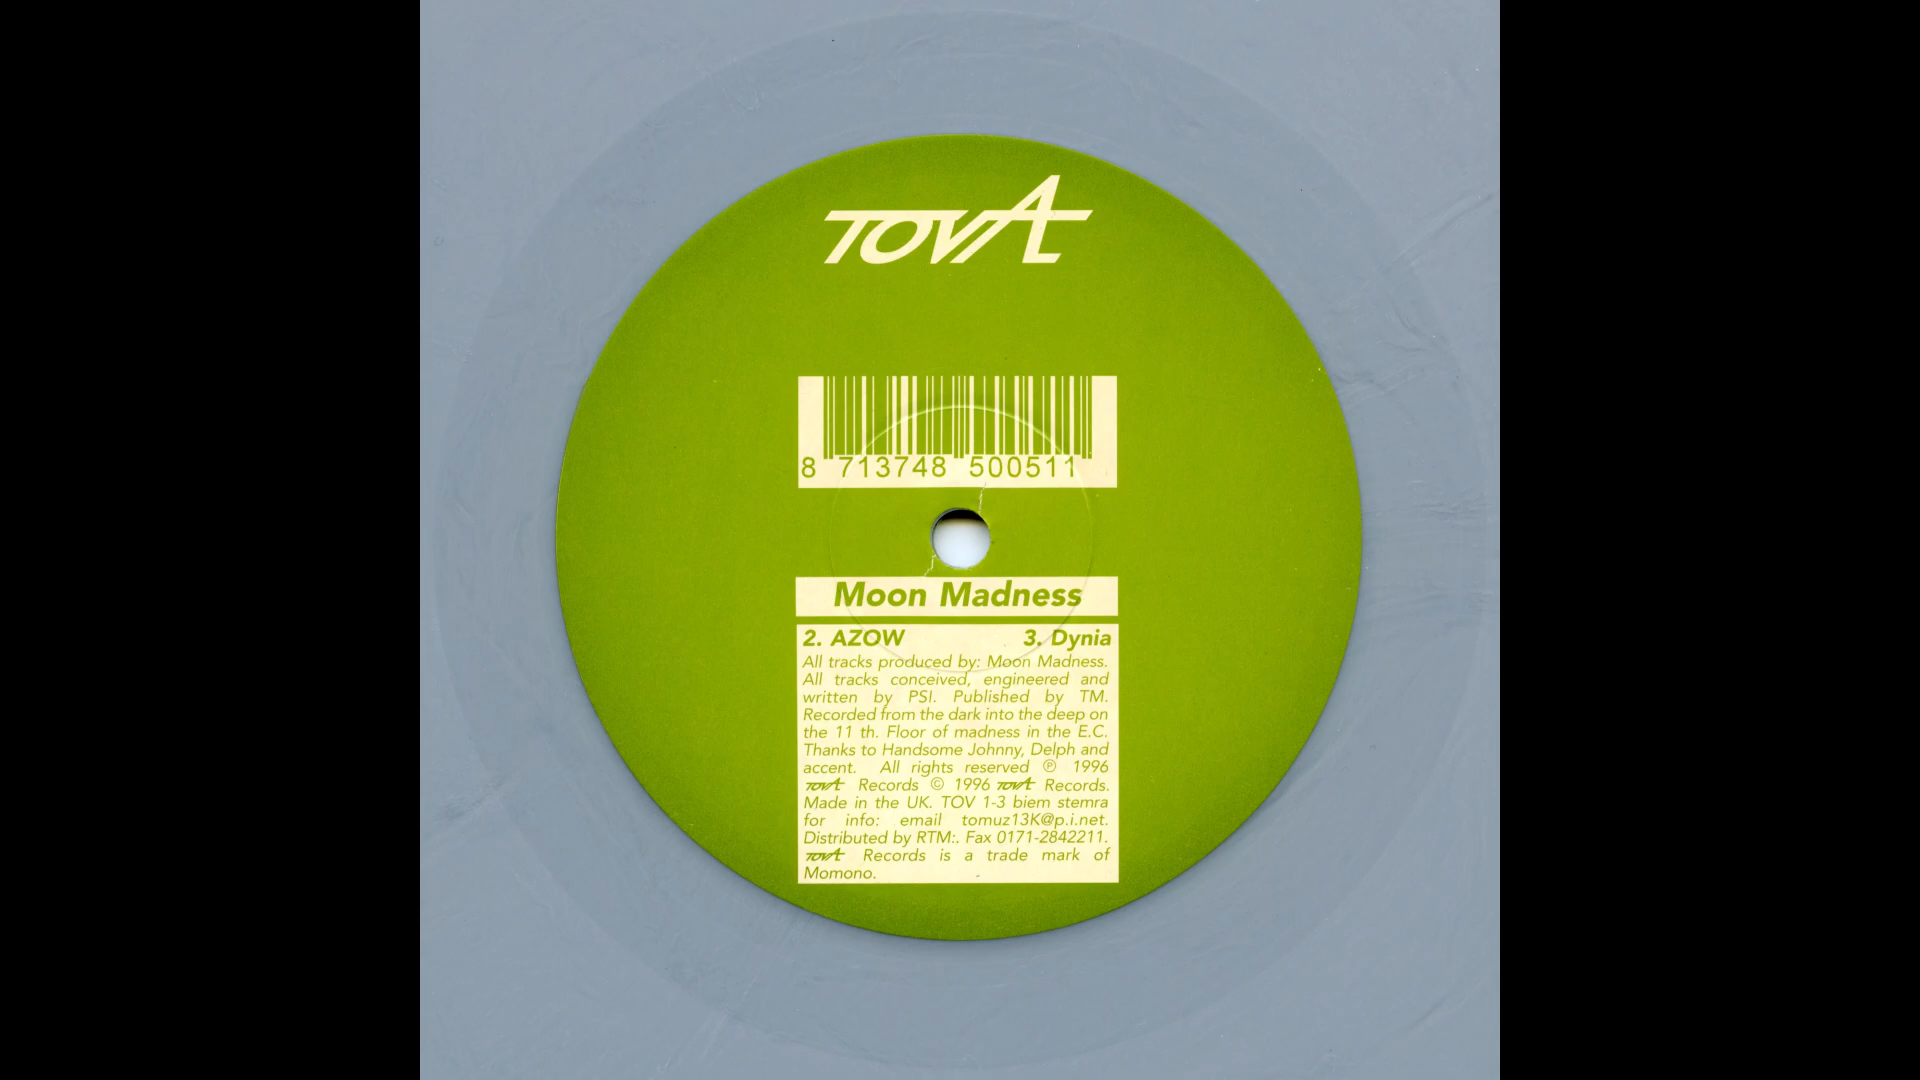 TOVA
8 713748 500511
Moon Madness
2. AZOW 3. Dynia
All tracks produced by: Moon Madness.
All tracks conceived, engineered and
written by PSI. Published by TM.
Recorded from the dark into the deep on
the 11 th. Floor of madness in the E.C.
Thanks to Handsome Johnny, Delph and
accent. All rights reserved ℗ 1996
TOVA Records © 1996 TOVA Records.
Made in the UK. TOV 1-3 biem stemra
for info: email tomuz13K@p.i.net.
Distributed by RTM:. Fax 0171-2842211.
TOVA Records is a trade mark of
Momono.